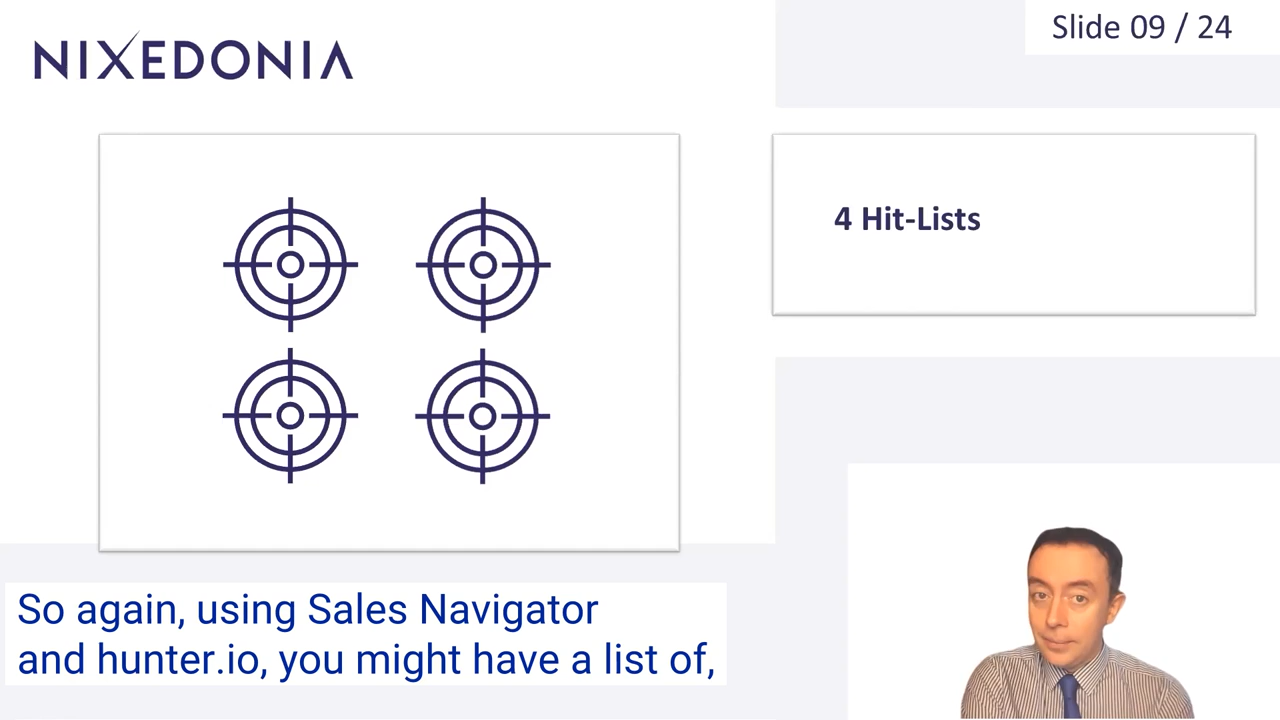 NIXEDONIA
Slide 09 / 24
4 Hit-Lists
So again, using Sales Navigator
and hunter.io, you might have a list of,